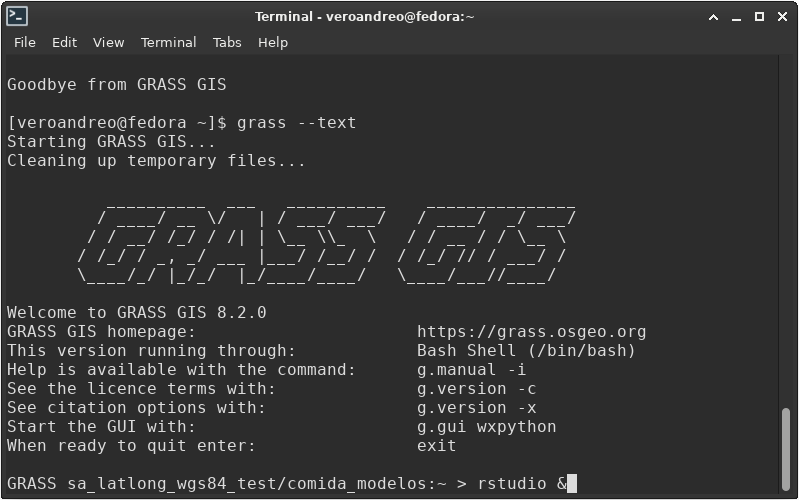 Terminal - veroandreo@fedora:~
File Edit View Terminal Tabs Help
Goodbye from GRASS GIS
[veroandreo@fedora ~]$ grass --text
Starting GRASS GIS...
Cleaning up temporary files...
GRASS GIS
Welcome to GRASS GIS 8.2.0
GRASS GIS homepage: https://grass.osgeo.org
This version running through: Bash Shell (/bin/bash)
Help is available with the command: g.manual -i
See the licence terms with: g.version -c
See citation options with: g.version -x
Start the GUI with: g.gui wxpython
When ready to quit enter: exit
GRASS sa_latlong_wgs84_test/comida_modelos:~ > rstudio &